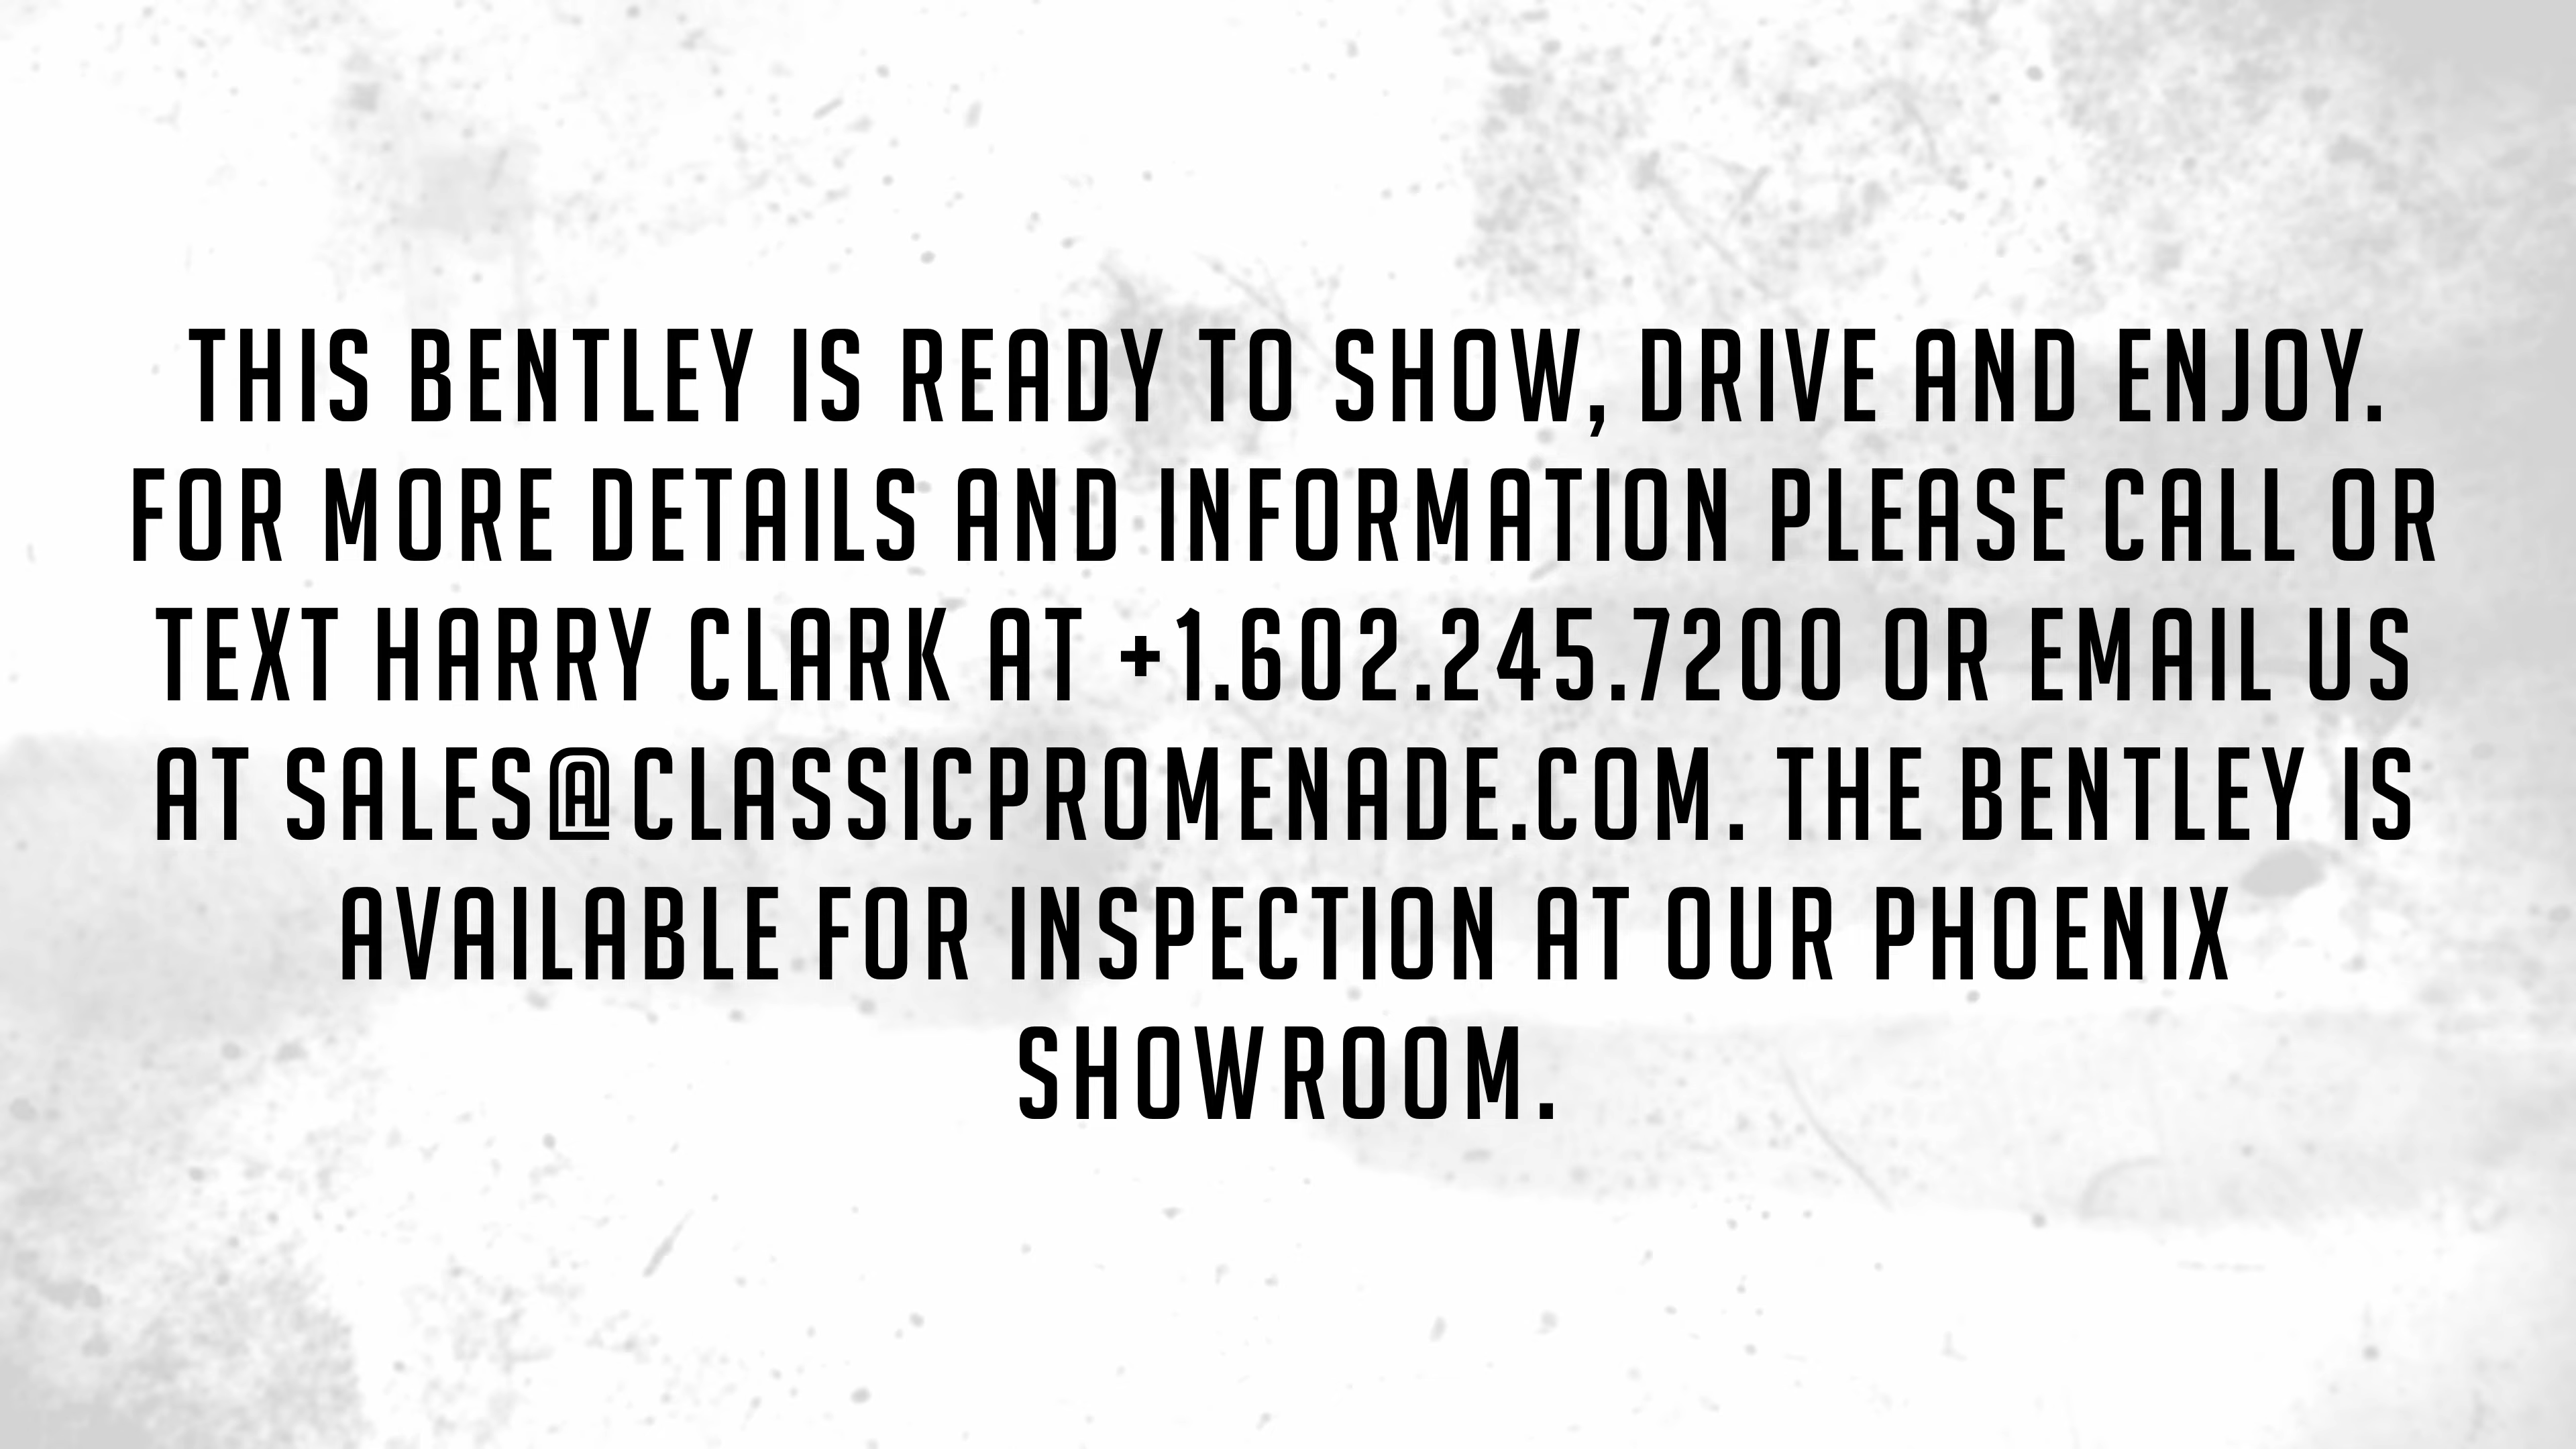 THIS BENTLEY IS READY TO SHOW, DRIVE AND ENJOY.
FOR MORE DETAILS AND INFORMATION PLEASE CALL OR
TEXT HARRY CLARK AT +1.602.245.7200 OR EMAIL US
AT SALES@CLASSICPROMENADE.COM. THE BENTLEY IS
AVAILABLE FOR INSPECTION AT OUR PHOENIX
SHOWROOM.